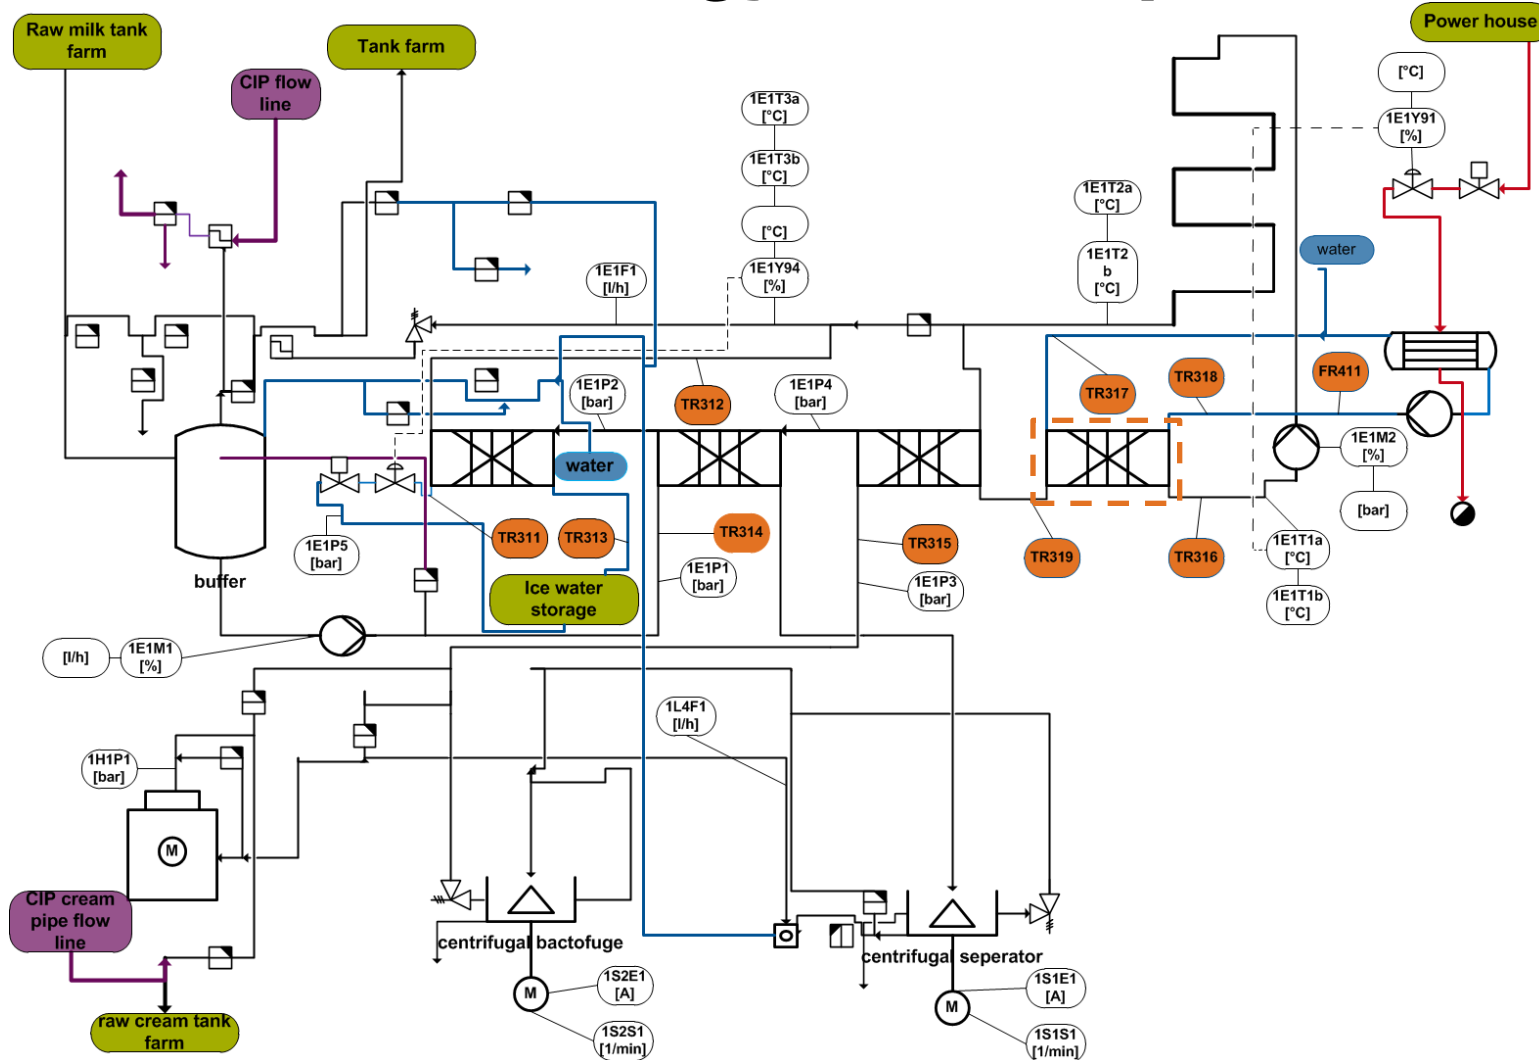 Raw milk tank
farm
Tank farm
Power house
CIP flow
line
[°C]
1E1T3a
[°C]
1E1Y91
[%]
1E1T3b
[°C]
1E1T2a
[°C]
[°C]
water
1E1F1
[l/h]
1E1Y94
[%]
1E1T2
b
[°C]
1E1P2
[bar]
TR312
1E1P4
[bar]
TR317
TR318
FR411
1E1M2
[%]
water
[bar]
1E1P5
[bar]
TR311
TR313
TR314
TR315
TR319
TR316
1E1T1a
[°C]
buffer
Ice water
storage
1E1P1
[bar]
1E1P3
[bar]
1E1T1b
[°C]
[l/h]
1E1M1
[%]
1L4F1
[l/h]
1H1P1
[bar]
M
CIP cream
pipe flow
line
centrifugal bactofuge
centrifugal seperator
1S2E1
[A]
1S1E1
[A]
M
M
raw cream tank
farm
1S2S1
[1/min]
1S1S1
[1/min]